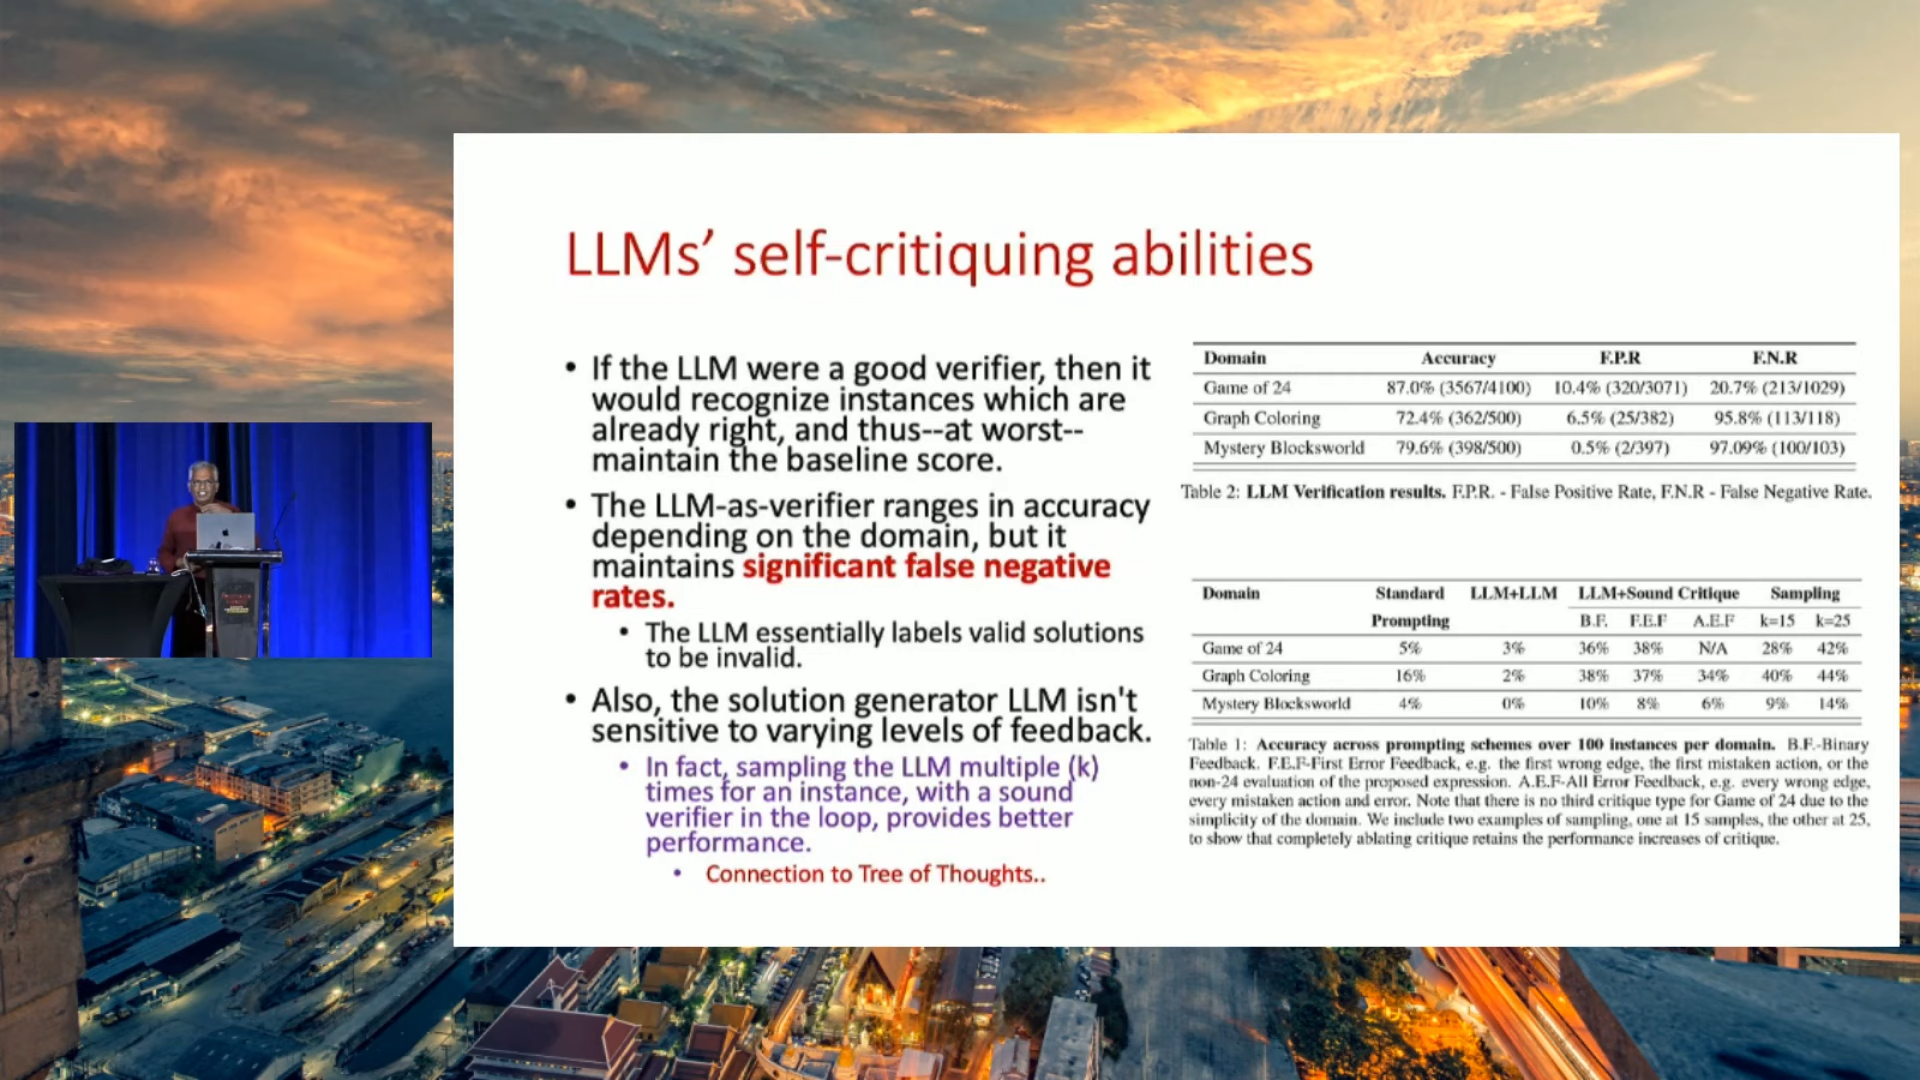 LLMs’ self-critiquing abilities
• If the LLM were a good verifier, then it
would recognize instances which are
already right, and thus--at worst--
maintain the baseline score.
• The LLM-as-verifier ranges in accuracy
depending on the domain, but it
maintains significant false negative
rates.
• The LLM essentially labels valid solutions
to be invalid.
• Also, the solution generator LLM isn't
sensitive to varying levels of feedback.
• In fact, sampling the LLM multiple (k)
times for an instance, with a sound
verifier in the loop, provides better
performance.
• Connection to Tree of Thoughts..
Domain Accuracy F.P.R F.N.R
Game of 24 87.0% (3567/4100) 10.4% (320/3071) 20.7% (213/1029)
Graph Coloring 72.4% (362/500) 6.5% (25/382) 95.8% (113/118)
Mystery Blocksworld 79.6% (398/500) 0.5% (2/397) 97.09% (100/103)
Table 2: LLM Verification results. F.P.R. - False Positive Rate, F.N.R - False Negative Rate.
Domain Standard LLM+LLM LLM+Sound Critique Sampling
Prompting B.F. F.E.F A.E.F k=15 k=25
Game of 24 5% 3% 36% 38% N/A 28% 42%
Graph Coloring 16% 2% 38% 37% 34% 40% 44%
Mystery Blocksworld 4% 0% 10% 8% 6% 9% 14%
Table 1: Accuracy across prompting schemes over 100 instances per domain. B.F.-Binary
Feedback. F.E.F-First Error Feedback, e.g. the first wrong edge, the first mistaken action, or the
non-24 evaluation of the proposed expression. A.E.F-All Error Feedback, e.g. every wrong edge,
every mistaken action and error. Note that there is no third critique type for Game of 24 due to the
simplicity of the domain. We include two examples of sampling, one at 15 samples, the other at 25,
to show that completely ablating critique retains the performance increases of critique.